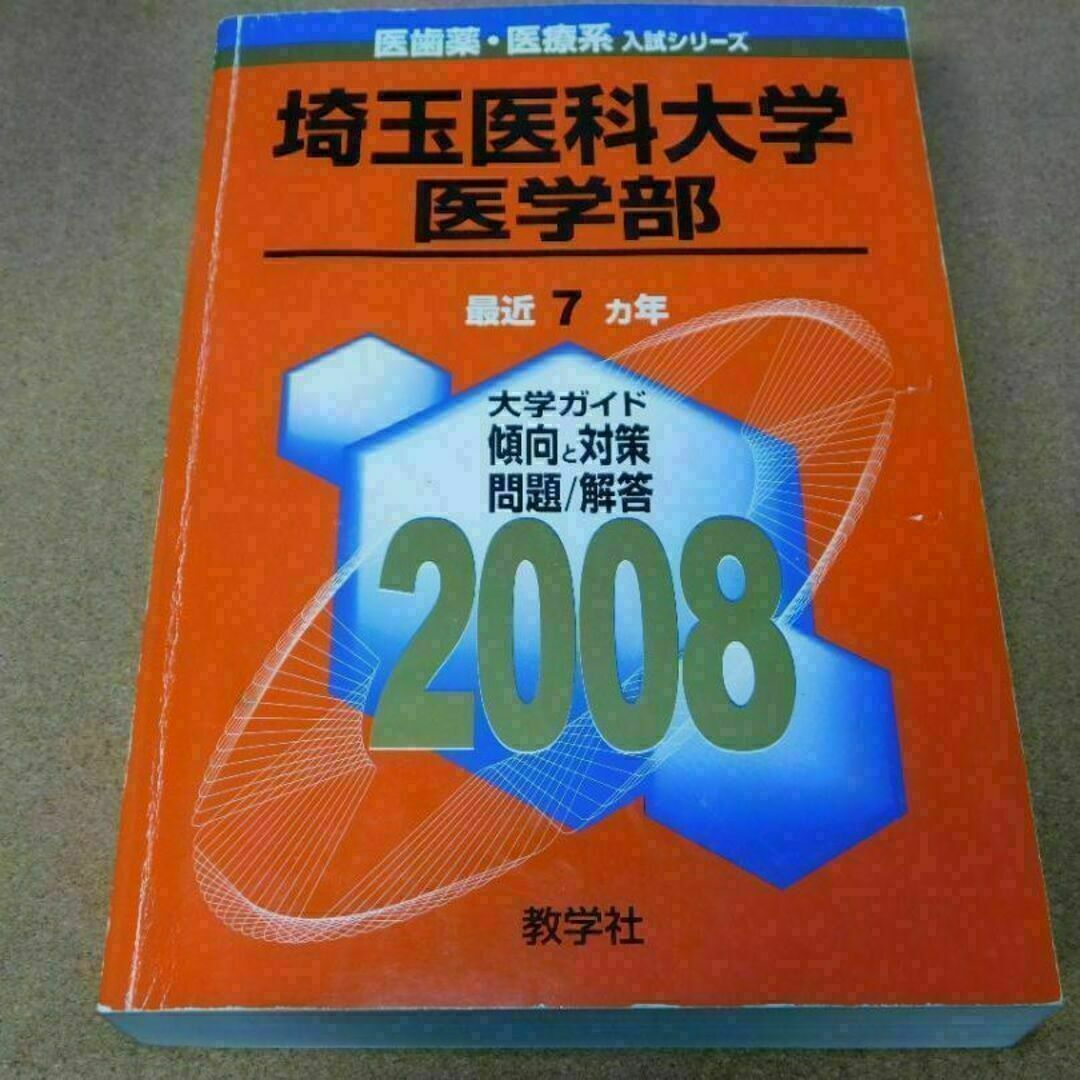 医歯薬・医療系 入試シリーズ
埼玉医科大学
医学部
最近 7 カ年
大学ガイド
傾向と対策
問題/解答
2008
教学社